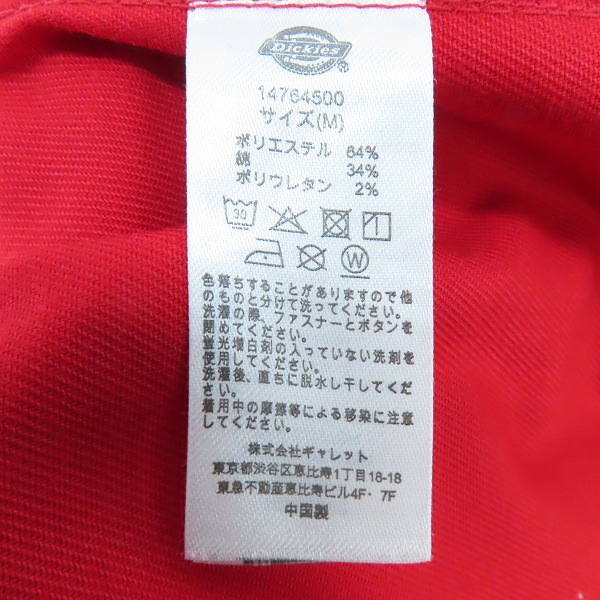 Dickies
®
14764500
サイズ(M)
ポリエステル 64%
綿 34%
ポリウレタン 2%
30
W
色落ちすることがありますので他
のものと分けて洗ってください。
洗濯の際、ファスナーとボタンを
閉めてください。
蛍光増白剤の入っていない洗剤を
使用してください。
洗濯後、直ちに脱水し干してくだ
さい。
着用中の摩擦等による移染に注意
してください。
株式会社ギャレット
東京都渋谷区恵比寿1丁目18-18
東急不動産恵比寿ビル4F・7F
中国製